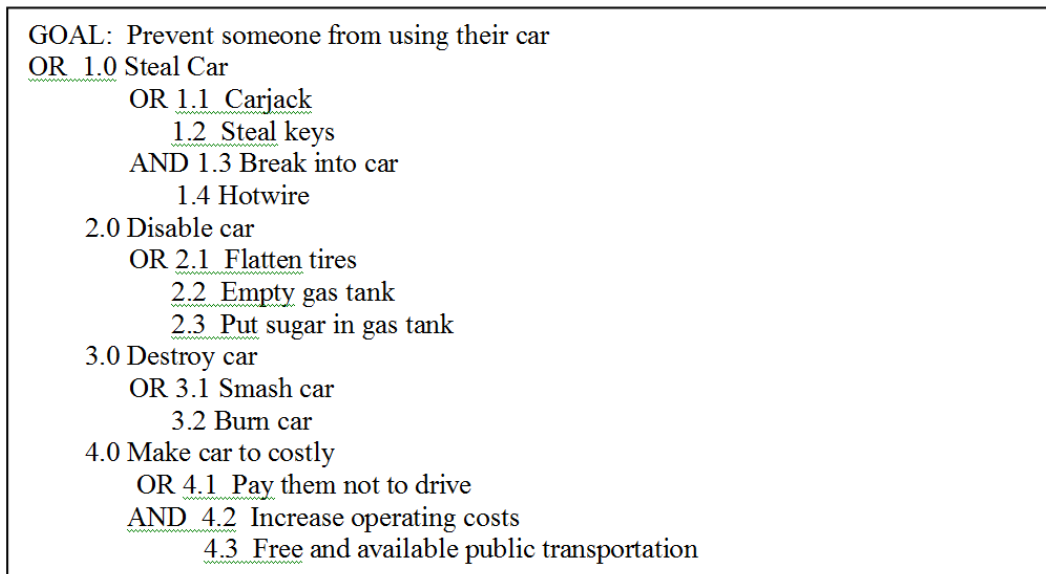 GOAL:  Prevent someone from using their car
OR  1.0 Steal Car
OR 1.1  Carjack
1.2  Steal keys
AND 1.3 Break into car
1.4 Hotwire
2.0 Disable car
OR 2.1  Flatten tires
2.2  Empty gas tank
2.3  Put sugar in gas tank
3.0 Destroy car
OR 3.1 Smash car
3.2 Burn car
4.0 Make car to costly
OR 4.1  Pay them not to drive
AND  4.2  Increase operating costs
4.3  Free and available public transportation